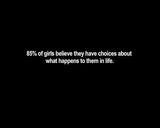 85% of girls believe they have choices about
what happens to them in life.